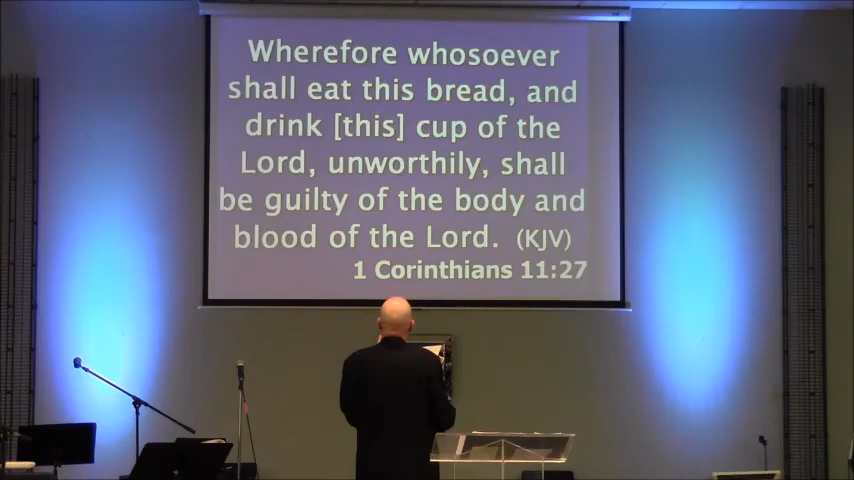 Wherefore whosoever
shall eat this bread, and
drink [this] cup of the
Lord, unworthily, shall
be guilty of the body and
blood of the Lord. (KJV)
1 Corinthians 11:27